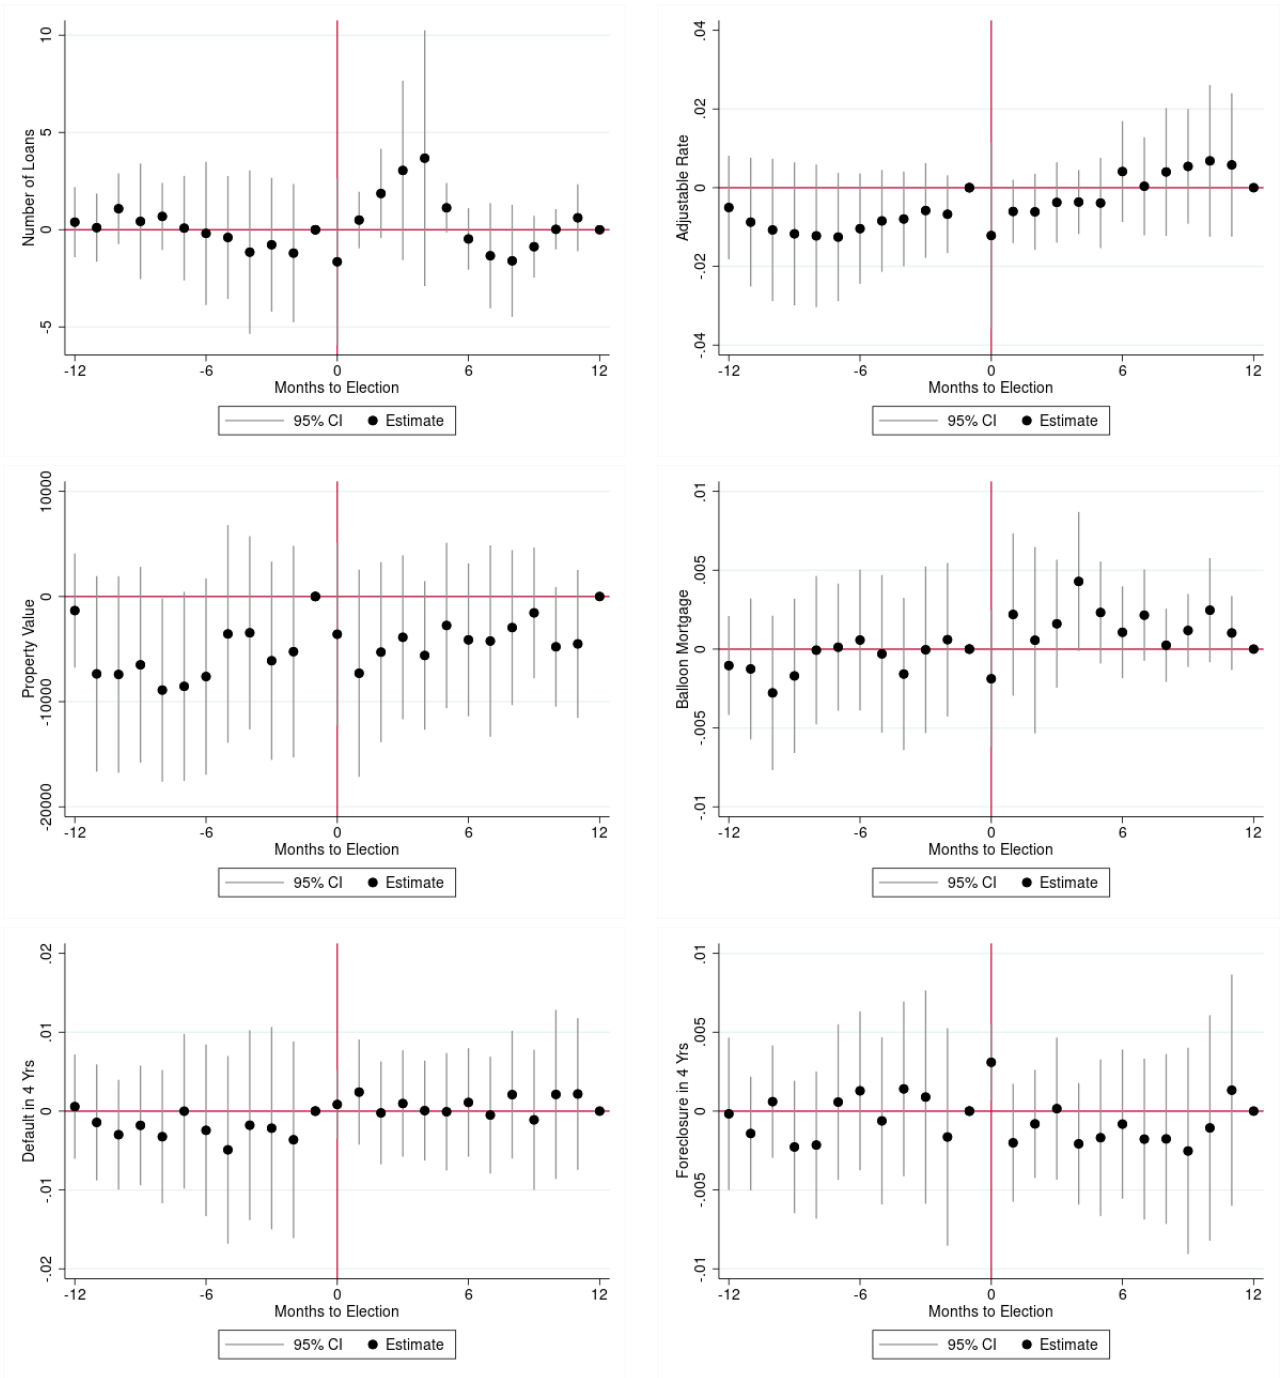 Number of Loans
10
5
0
-5
-12 -6 0 6 12
Months to Election
95% CI Estimate
Adjustable Rate
.04
.02
0
-.02
-.04
-12 -6 0 6 12
Months to Election
95% CI Estimate
Property Value
10000
0
-10000
-20000
-12 -6 0 6 12
Months to Election
95% CI Estimate
Balloon Mortgage
.01
.005
0
-.005
-.01
-12 -6 0 6 12
Months to Election
95% CI Estimate
Default in 4 Yrs
.02
.01
0
-.01
-.02
-12 -6 0 6 12
Months to Election
95% CI Estimate
Foreclosure in 4 Yrs
.01
.005
0
-.005
-.01
-12 -6 0 6 12
Months to Election
95% CI Estimate